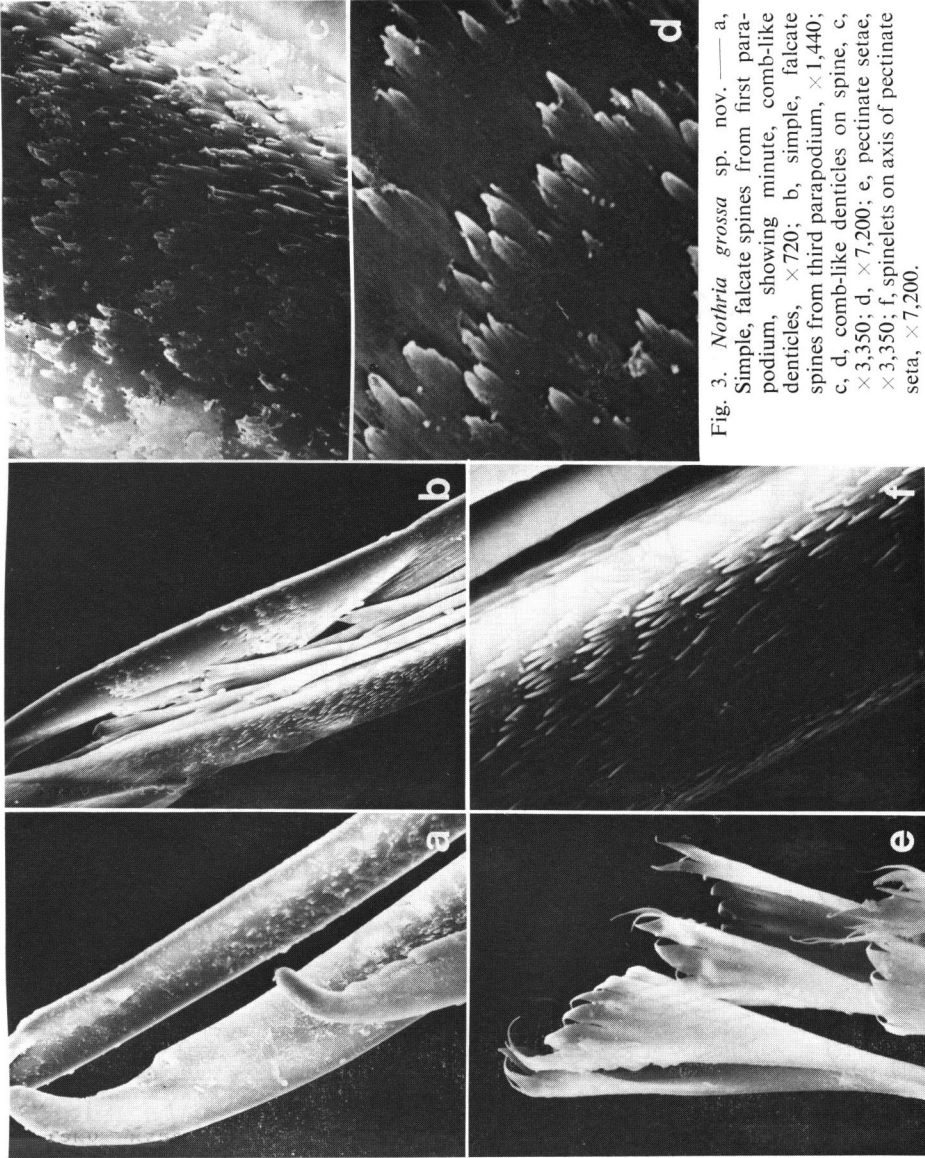 a
b
c
d
e
f
Fig. 3. Nothria grossa sp. nov. — a,
Simple, falcate spines from first para-
podium, showing minute, comb-like
denticles, × 720; b, simple, falcate
spines from third parapodium, × 1,440;
c, d, comb-like denticles on spine, c,
× 3,350; d, × 7,200; e, pectinate setae,
× 3,350; f, spinelets on axis of pectinate
seta, × 7,200.